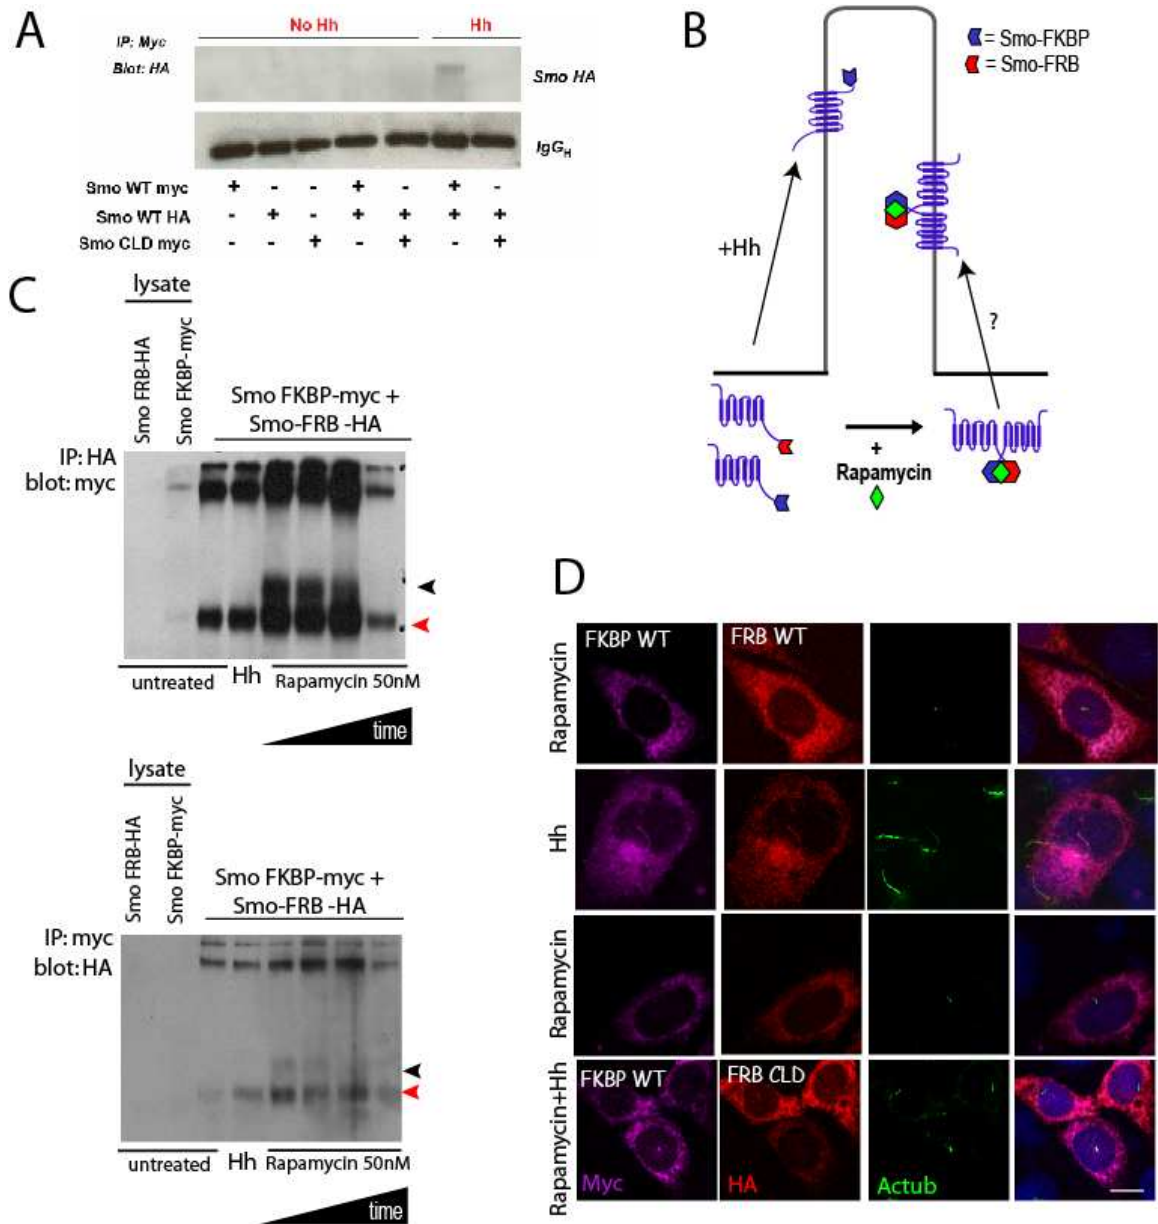 A
No Hh
Hh
IP: Myc
Blot: HA
Smo HA
IgGH
Smo WT myc + - - + - + -
Smo WT HA - + - + + + +
Smo CLD myc - - + - + - +
B
= Smo-FKBP
= Smo-FRB
+Hh
?
+
Rapamycin
C
lysate
Smo FRB-HA
Smo FKBP-myc
Smo FKBP-myc +
Smo-FRB -HA
IP: HA
blot: myc
untreated
Hh
Rapamycin 50nM
time
lysate
Smo FRB-HA
Smo FKBP-myc
Smo FKBP-myc +
Smo-FRB -HA
IP: myc
blot: HA
untreated
Hh
Rapamycin 50nM
time
D
Rapamycin
FKBP WT
FRB WT
Hh
Rapamycin
Rapamycin+Hh
FKBP WT
FRB CLD
Myc
HA
Actub